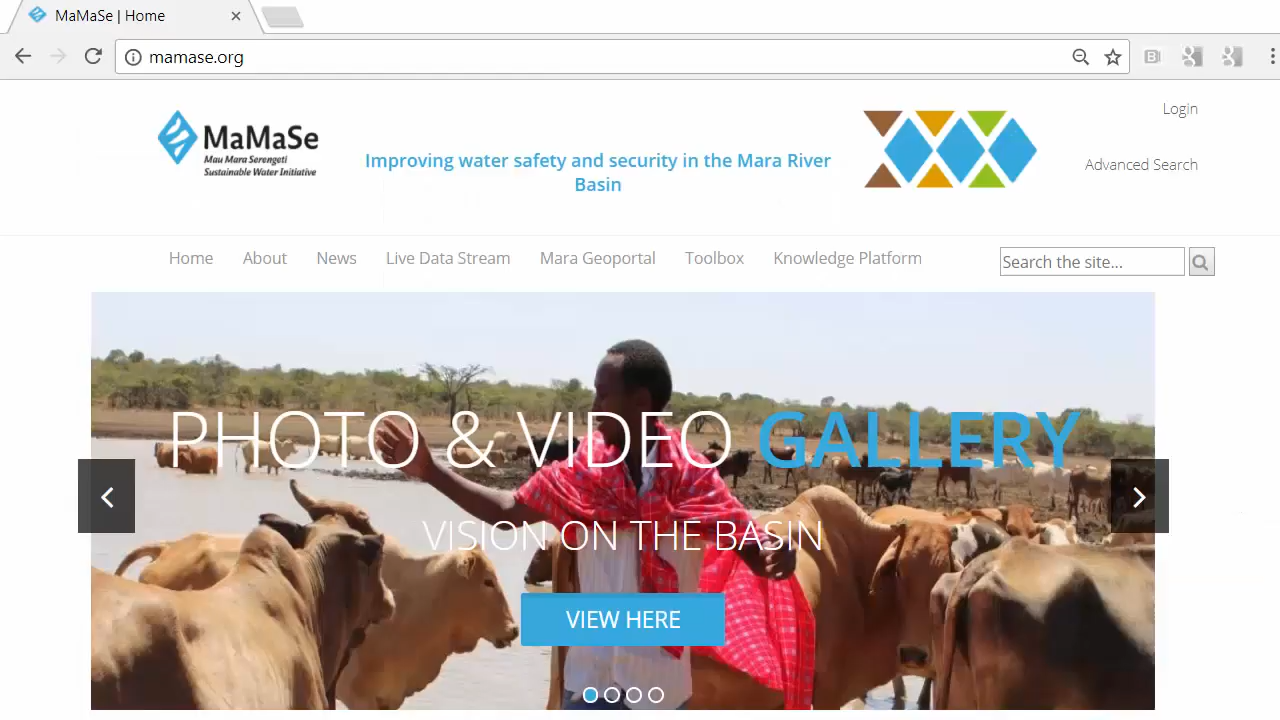 MaMaSe | Home
mamase.org
Login
MaMaSe
Mau Mara Serengeti
Sustainable Water Initiative
Improving water safety and security in the Mara River
Basin
Advanced Search
Home About News Live Data Stream Mara Geoportal Toolbox Knowledge Platform
Search the site...
PHOTO & VIDEO GALLERY
VISION ON THE BASIN
VIEW HERE